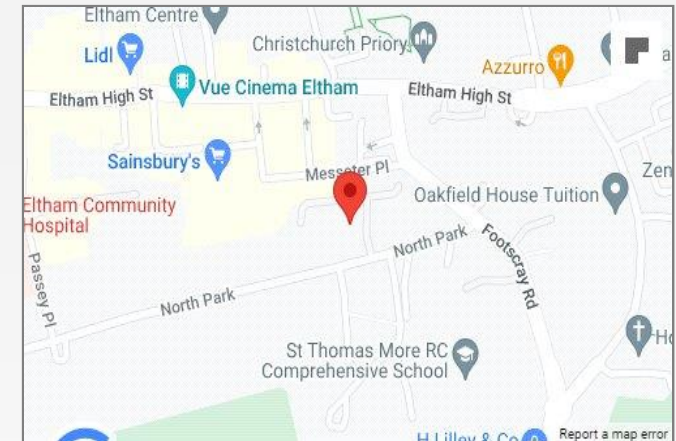 Eltham Centre
Lidl
Christchurch Priory
Azzurro
Vue Cinema Eltham
Eltham High St
Eltham High St
Sainsbury's
Messeter Pl
Eltham Community
Hospital
Oakfield House Tuition
Zen
North Park
Footscray Rd
Passey Pl
North Park
St Thomas More RC
Comprehensive School
H Lilley & Co
Report a map error